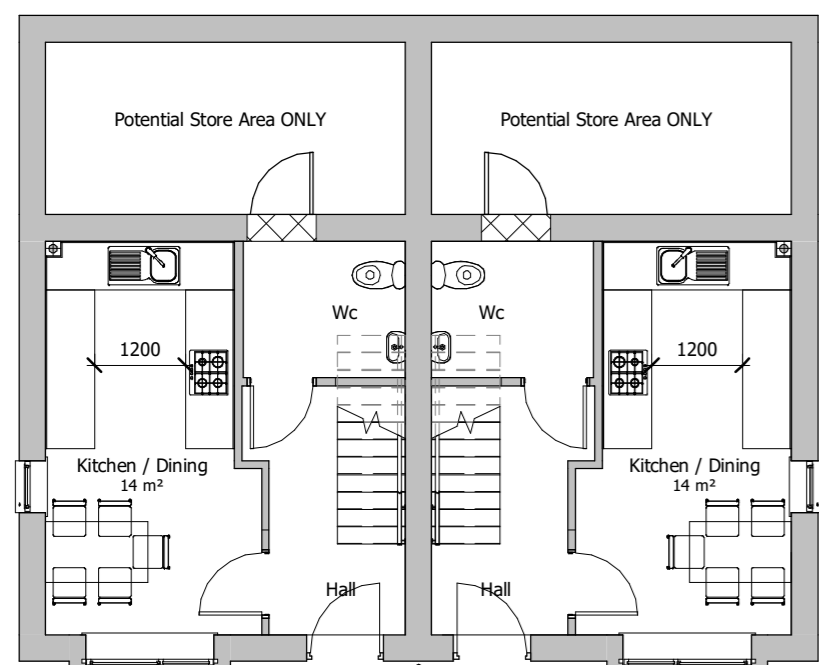 Potential Store Area ONLY
Potential Store Area ONLY
Wc
Wc
1200
1200
Kitchen / Dining
14 m²
Kitchen / Dining
14 m²
Hall
Hall